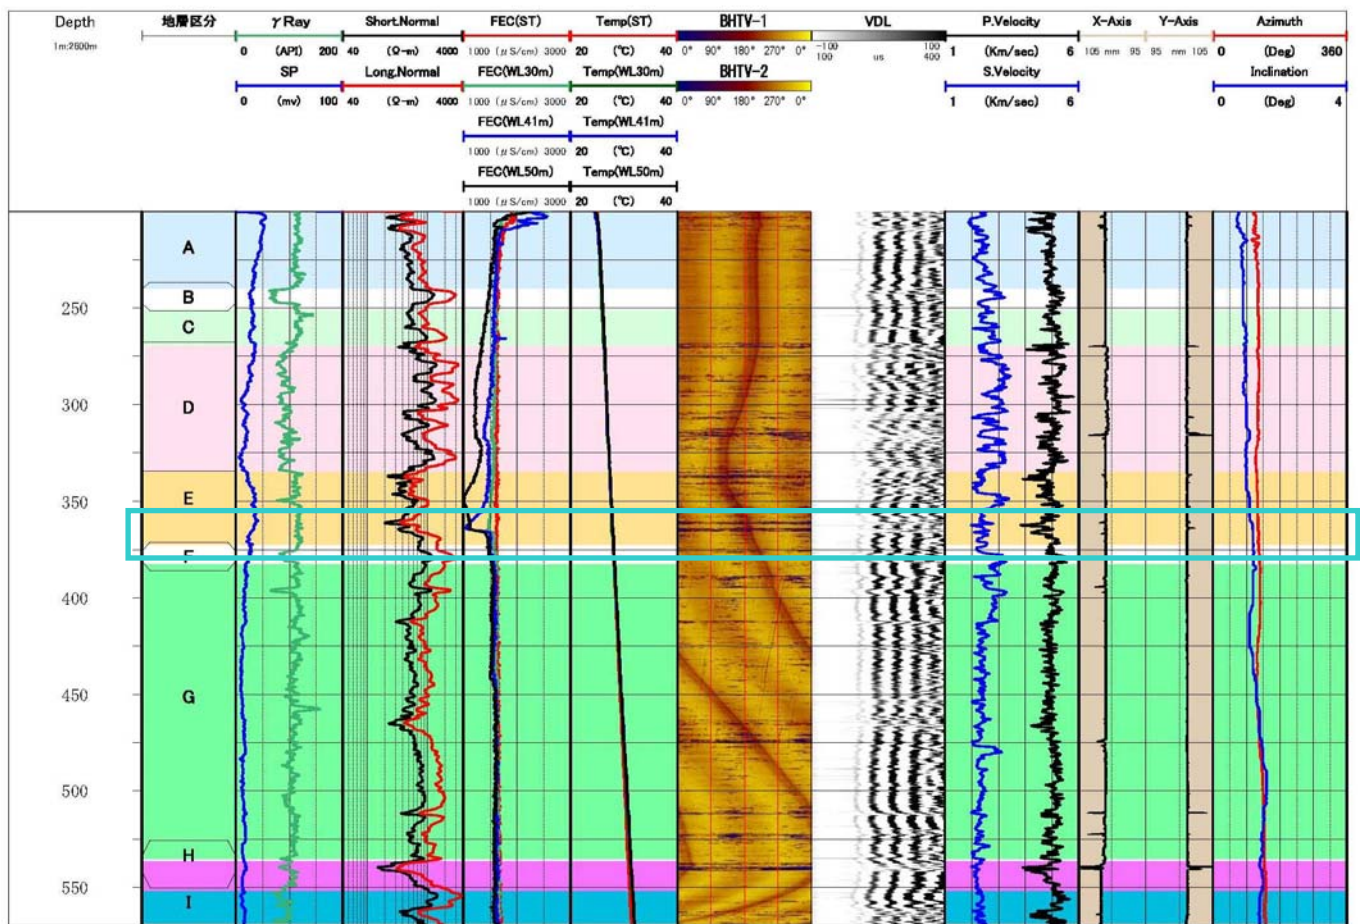 Depth 地層区分 γ Ray Short.Normal FEC(ST) Temp(ST) BHTV-1 VDL P.Velocity X-Axis Y-Axis Azimuth
1m:2600m 0 (API) 200 40 (Ω-m) 4000 1000 (μS/cm) 3000 20 (℃) 40 0° 90° 180° 270° 0° -100 100 1 (Km/sec) 6 105 mm 95 95 mm 105 0 (Deg) 360
100 us 400
SP Long.Normal FEC(WL30m) Temp(WL30m) BHTV-2 S.Velocity Inclination
0 (mv) 100 40 (Ω-m) 4000 1000 (μS/cm) 3000 20 (℃) 40 0° 90° 180° 270° 0° 1 (Km/sec) 6 0 (Deg) 4
FEC(WL41m) Temp(WL41m)
1000 (μS/cm) 3000 20 (℃) 40
FEC(WL50m) Temp(WL50m)
1000 (μS/cm) 3000 20 (℃) 40
A
B
250
C
300
D
E
350
F
400
G
450
500
H
550
I